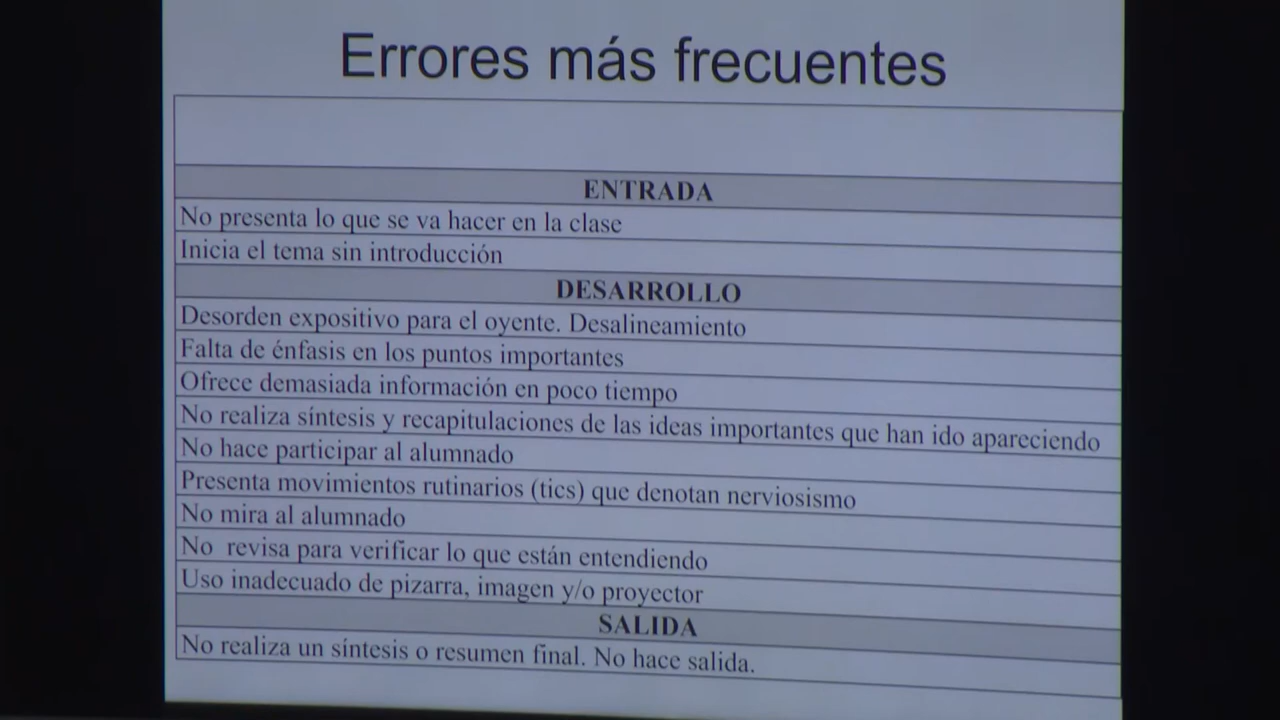 Errores más frecuentes
ENTRADA
No presenta lo que se va hacer en la clase
Inicia el tema sin introducción
DESARROLLO
Desorden expositivo para el oyente. Desalineamiento
Falta de énfasis en los puntos importantes
Ofrece demasiada información en poco tiempo
No realiza síntesis y recapitulaciones de las ideas importantes que han ido apareciendo
No hace participar al alumnado
Presenta movimientos rutinarios (tics) que denotan nerviosismo
No mira al alumnado
No revisa para verificar lo que están entendiendo
Uso inadecuado de pizarra, imagen y/o proyector
SALIDA
No realiza un síntesis o resumen final. No hace salida.